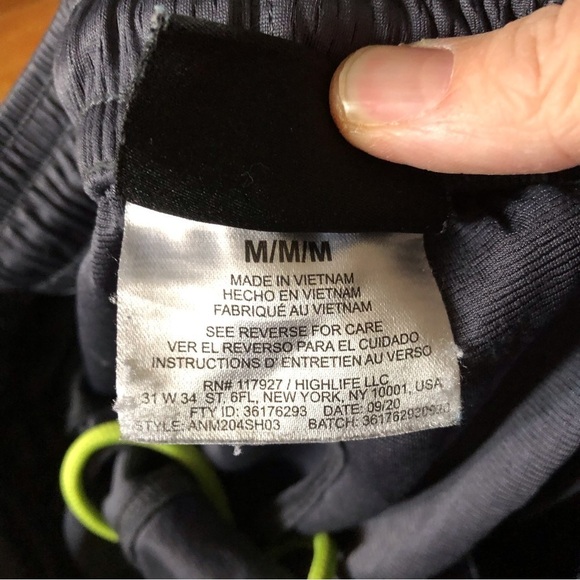 M/M/M
MADE IN VIETNAM
HECHO EN VIETNAM
FABRIQUÉ AU VIETNAM
SEE REVERSE FOR CARE
VER EL REVERSO PARA EL CUIDADO
INSTRUCTIONS D' ENTRETIEN AU VERSO
RN# 117927 / HIGHLIFE LLC
31 W 34 ST. 6FL, NEW YORK, NY, 10001, USA
FTY ID: 36176293 DATE: 09/20
STYLE: ANM204SH03 BATCH: